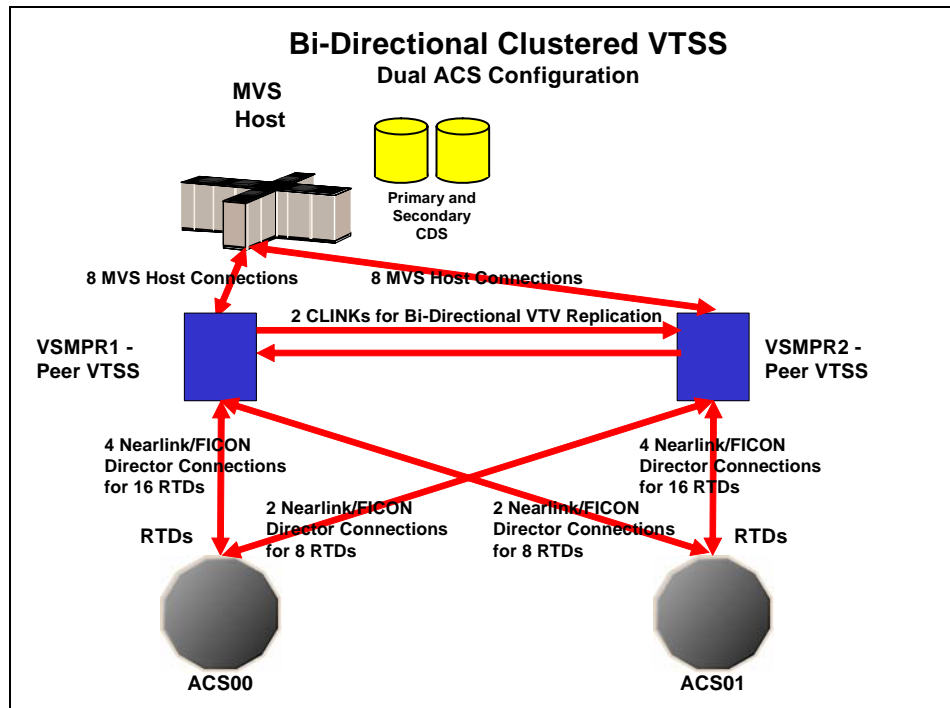 Bi-Directional Clustered VTSS
Dual ACS Configuration
MVS
Host
Primary and
Secondary
CDS
8 MVS Host Connections
8 MVS Host Connections
2 CLINKs for Bi-Directional VTV Replication
VSMPR1 -
Peer VTSS
VSMPR2 -
Peer VTSS
4 Nearlink/FICON
Director Connections
for 16 RTDs
4 Nearlink/FICON
Director Connections
for 16 RTDs
2 Nearlink/FICON
Director Connections
for 8 RTDs
2 Nearlink/FICON
Director Connections
for 8 RTDs
RTDs
RTDs
ACS00
ACS01